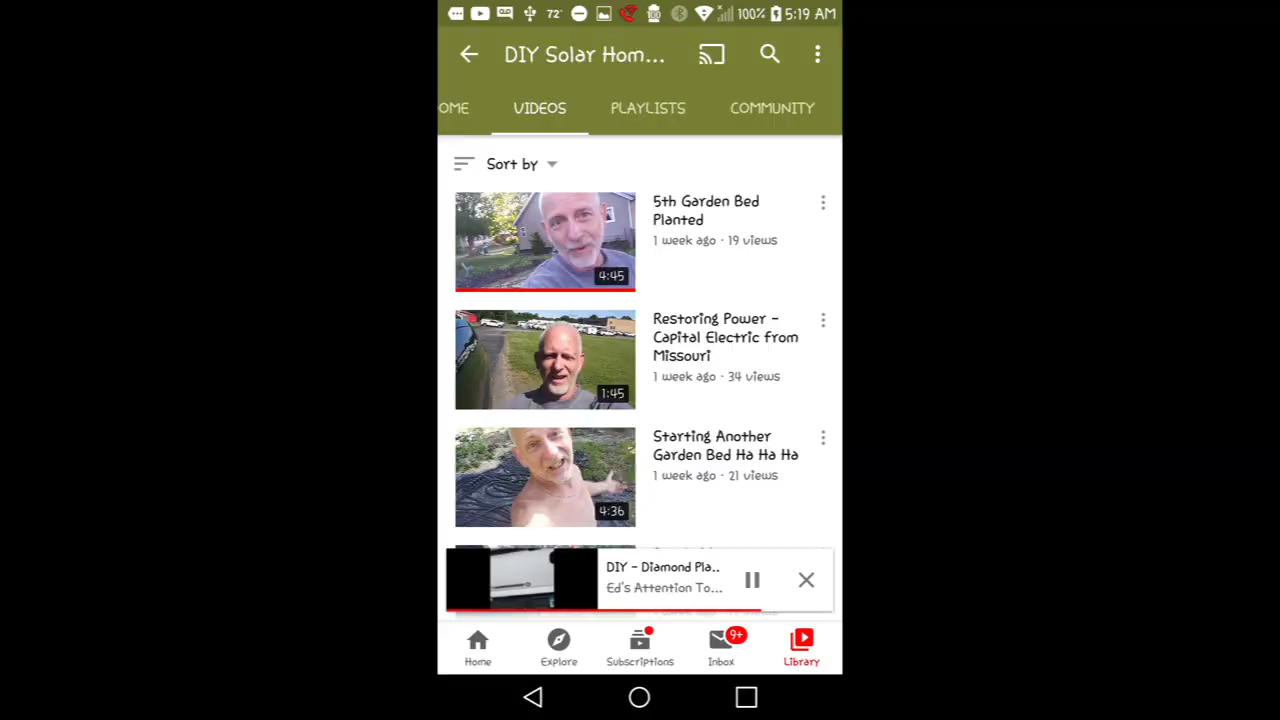 72°
100% 5:19 AM
DIY Solar Hom...
OME VIDEOS PLAYLISTS COMMUNITY
Sort by
5th Garden Bed
Planted
1 week ago · 19 views
4:45
Restoring Power -
Capital Electric from
Missouri
1 week ago · 34 views
1:45
Starting Another
Garden Bed Ha Ha Ha
1 week ago · 21 views
4:36
DIY - Diamond Pla..
Ed's Attention To...
9+
Home Explore Subscriptions Inbox Library